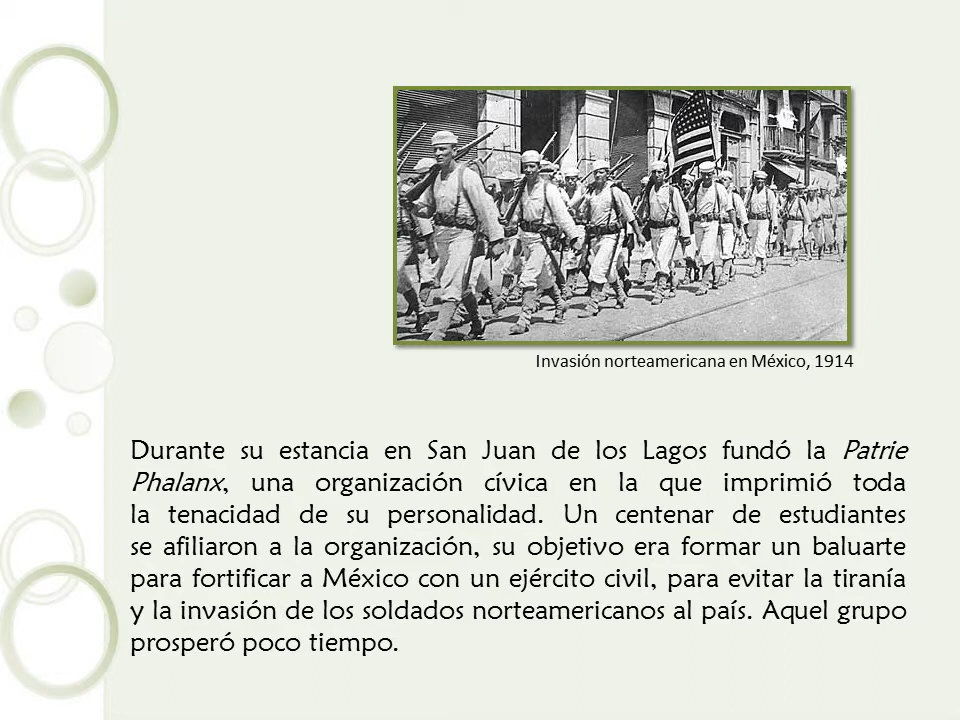 Invasión norteamericana en México, 1914
Durante su estancia en San Juan de los Lagos fundó la Patrie
Phalanx, una organización cívica en la que imprimió toda
la tenacidad de su personalidad. Un centenar de estudiantes
se afiliaron a la organización, su objetivo era formar un baluarte
para fortificar a México con un ejército civil, para evitar la tiranía
y la invasión de los soldados norteamericanos al país. Aquel grupo
prosperó poco tiempo.